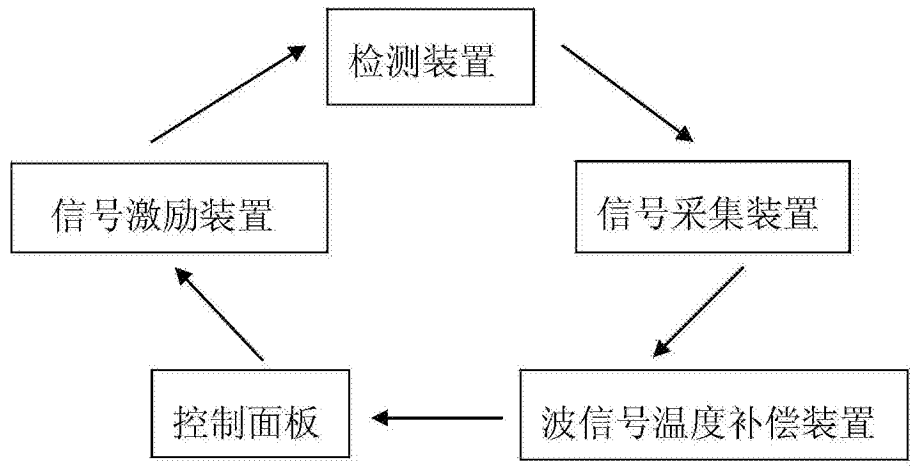 检测装置
信号激励装置
信号采集装置
控制面板
波信号温度补偿装置